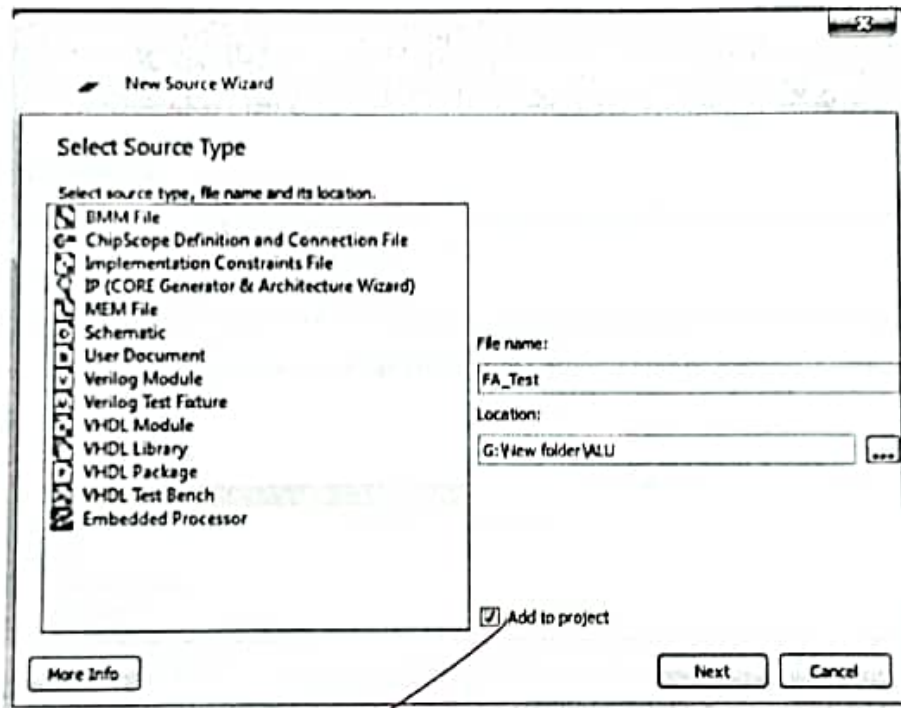 New Source Wizard
Select Source Type
Select source type, file name and its location.
BMM File
ChipScope Definition and Connection File
Implementation Constraints File
IP (CORE Generator & Architecture Wizard)
MEM File
Schematic
User Document
Verilog Module
Verilog Test Fixture
VHDL Module
VHDL Library
VHDL Package
VHDL Test Bench
Embedded Processor
File name:
FA_Test
Location:
G:\New folder\ALU
...
Add to project
More Info
Next
Cancel